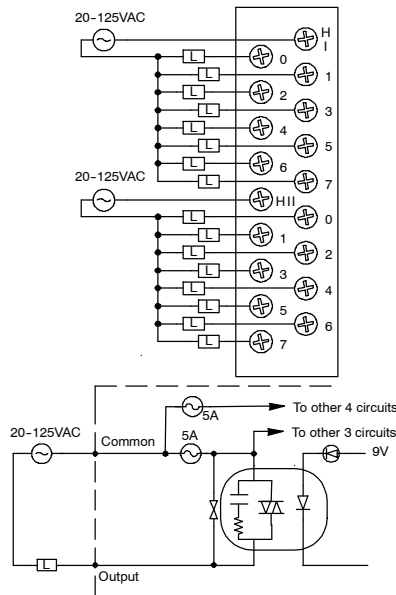 20-125VAC
H
I
L
0
L
1
L
2
L
3
L
4
L
5
L
6
L
7
20-125VAC
HII
L
0
L
1
L
2
L
3
L
4
L
5
L
6
L
7
5A
To other 4 circuits
20-125VAC
Common
5A
To other 3 circuits
9V
L
Output